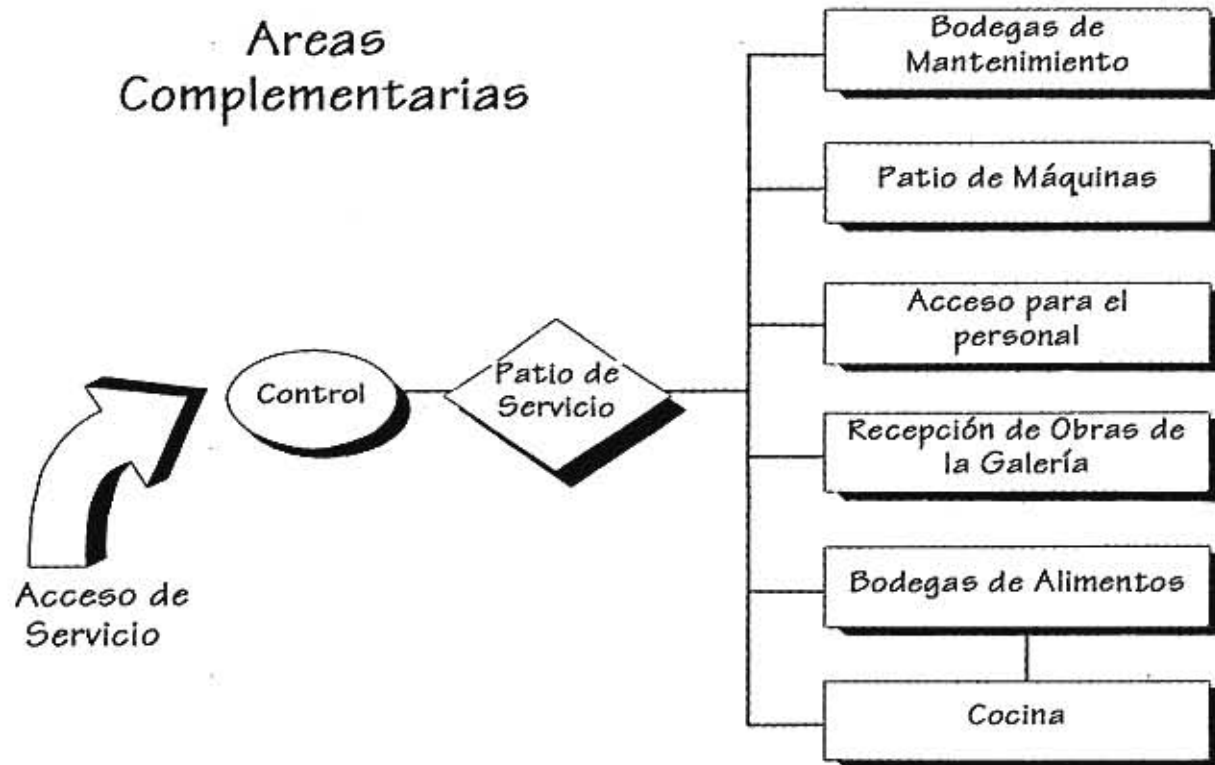 Areas
Complementarias
Bodegas de
Mantenimiento
Patio de Máquinas
Acceso para el
personal
Control
Patio de
Servicio
Recepción de Obras de
la Galería
Bodegas de Alimentos
Acceso de
Servicio
Cocina